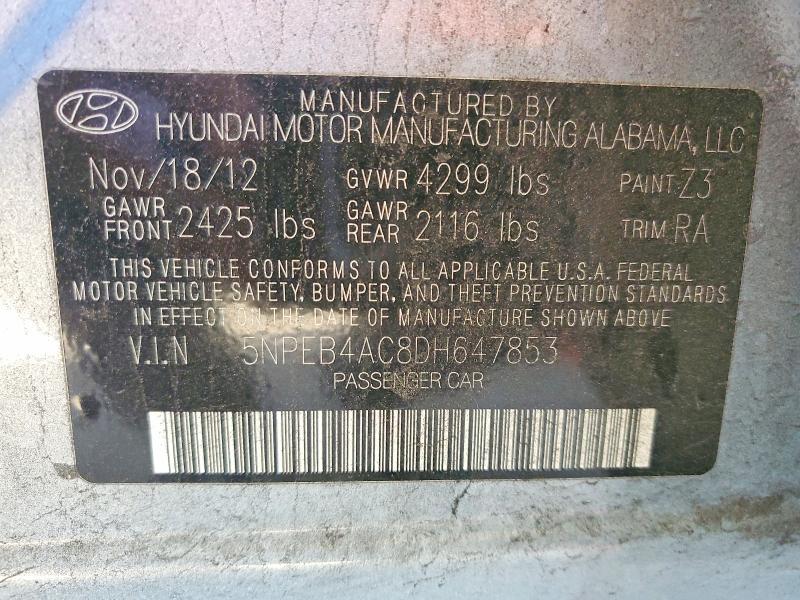 MANUFACTURED BY
HYUNDAI MOTOR MANUFACTURING ALABAMA, LLC
Nov/18/12 GVWR 4299 lbs PAINT Z3
GAWR FRONT 2425 lbs GAWR REAR 2116 lbs TRIM RA
THIS VEHICLE CONFORMS TO ALL APPLICABLE U.S.A. FEDERAL
MOTOR VEHICLE SAFETY, BUMPER, AND THEFT PREVENTION STANDARDS
IN EFFECT ON THE DATE OF MANUFACTURE SHOWN ABOVE
V.I.N 5NPEB4AC8DH647853
PASSENGER CAR